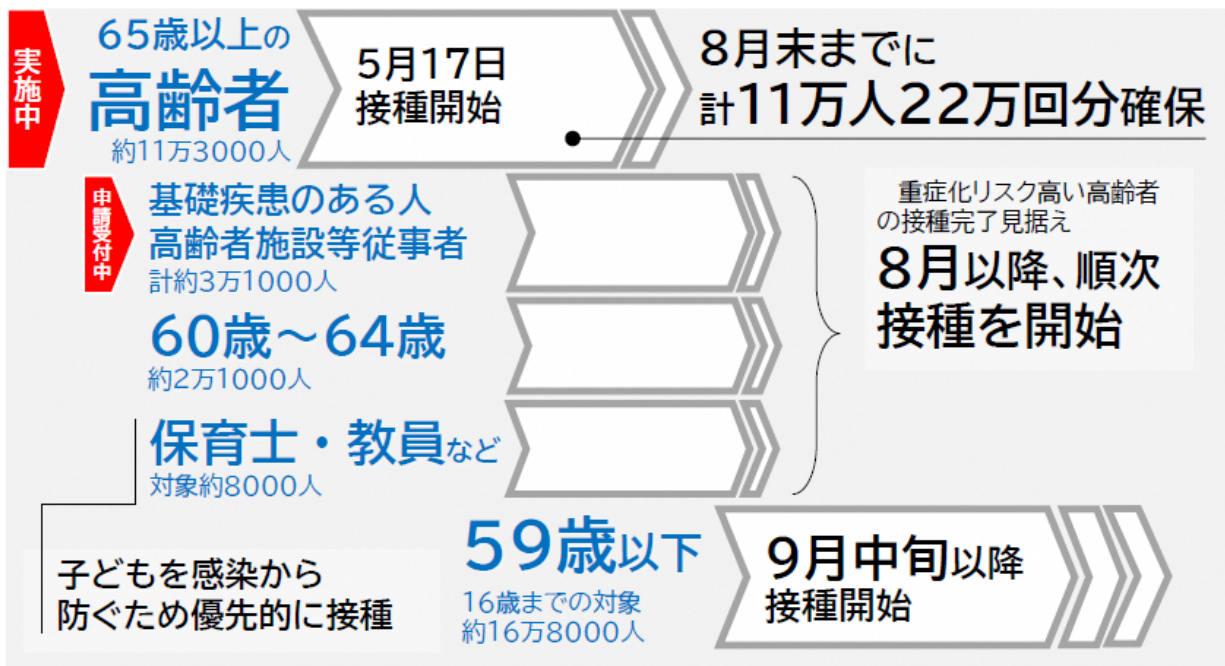 実施中
65歳以上の
高齢者
約11万3000人
5月17日
接種開始
8月末までに
計11万人22万回分確保
申請受付中
基礎疾患のある人
高齢者施設等従事者
計約3万1000人
60歳～64歳
約2万1000人
保育士・教員など
対象約8000人
重症化リスク高い高齢者
の接種完了見据え
8月以降、順次
接種を開始
子どもを感染から
防ぐため優先的に接種
59歳以下
16歳までの対象
約16万8000人
9月中旬以降
接種開始